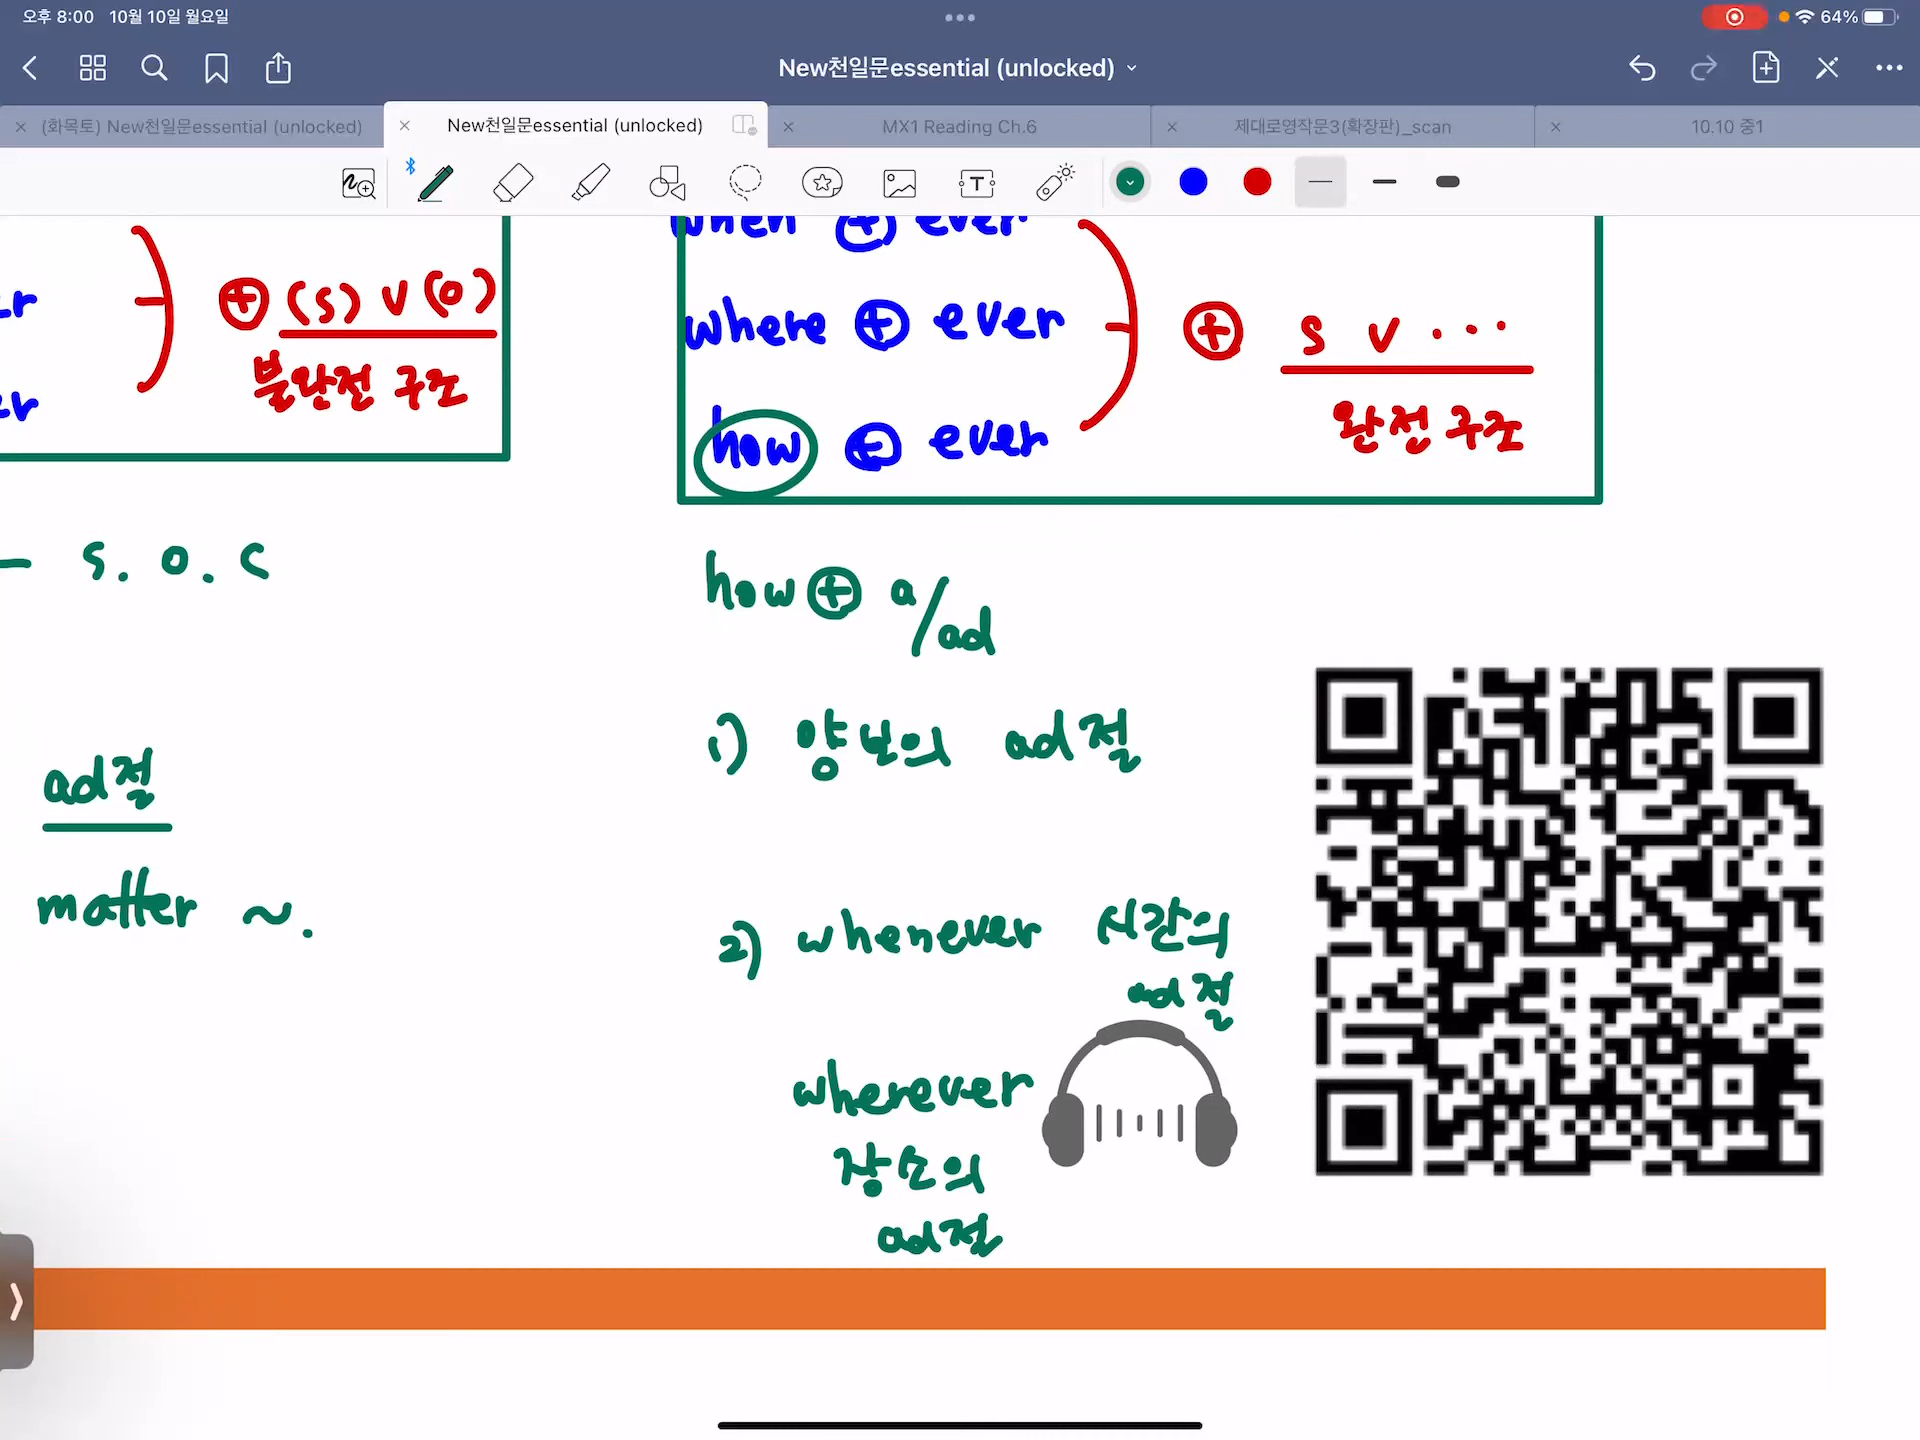 오후 8:00 10월 10일 월요일
64%
New천일문essential (unlocked)
(화목토) New천일문essential (unlocked)
New천일문essential (unlocked)
MX1 Reading Ch.6
제대로영작문3(확장판)_scan
10.10 중1
⊕ (S) V (O)
불완전 구조
when ⊕ ever
where ⊕ ever
how ⊕ ever
⊕ S V ...
완전 구조
- S. O. C
ad절
matter ~.
how ⊕ a/ad
1) 양보의 ad절
2) whenever 시간의
ad절
wherever
장소의
ad절